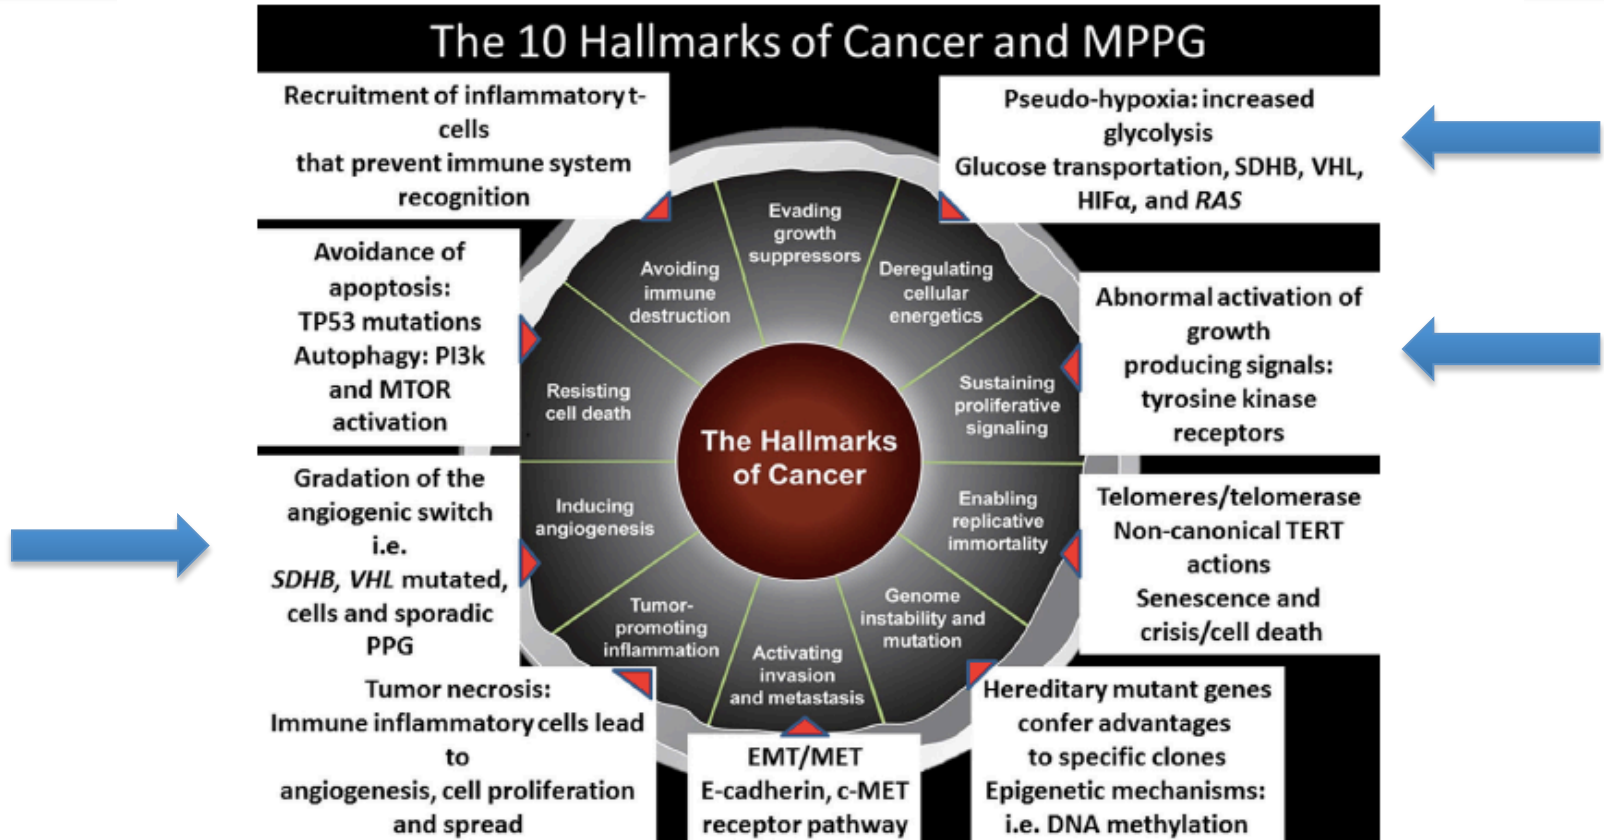 The 10 Hallmarks of Cancer and MPPG
Recruitment of inflammatory t-
cells
that prevent immune system
recognition
Pseudo-hypoxia: increased
glycolysis
Glucose transportation, SDHB, VHL,
HIFα, and RAS
Avoidance of
apoptosis:
TP53 mutations
Autophagy: PI3k
and MTOR
activation
Abnormal activation of
growth
producing signals:
tyrosine kinase
receptors
Gradation of the
angiogenic switch
i.e.
SDHB, VHL mutated,
cells and sporadic
PPG
Telomeres/telomerase
Non-canonical TERT
actions
Senescence and
crisis/cell death
Tumor necrosis:
Immune inflammatory cells lead
to
angiogenesis, cell proliferation
and spread
EMT/MET
E-cadherin, c-MET
receptor pathway
Hereditary mutant genes
confer advantages
to specific clones
Epigenetic mechanisms:
i.e. DNA methylation
Evading
growth
suppressors
Avoiding
immune
destruction
Deregulating
cellular
energetics
Resisting
cell death
Sustaining
proliferative
signaling
The Hallmarks
of Cancer
Inducing
angiogenesis
Enabling
replicative
immortality
Tumor-
promoting
inflammation
Genome
instability and
mutation
Activating
invasion
and metastasis